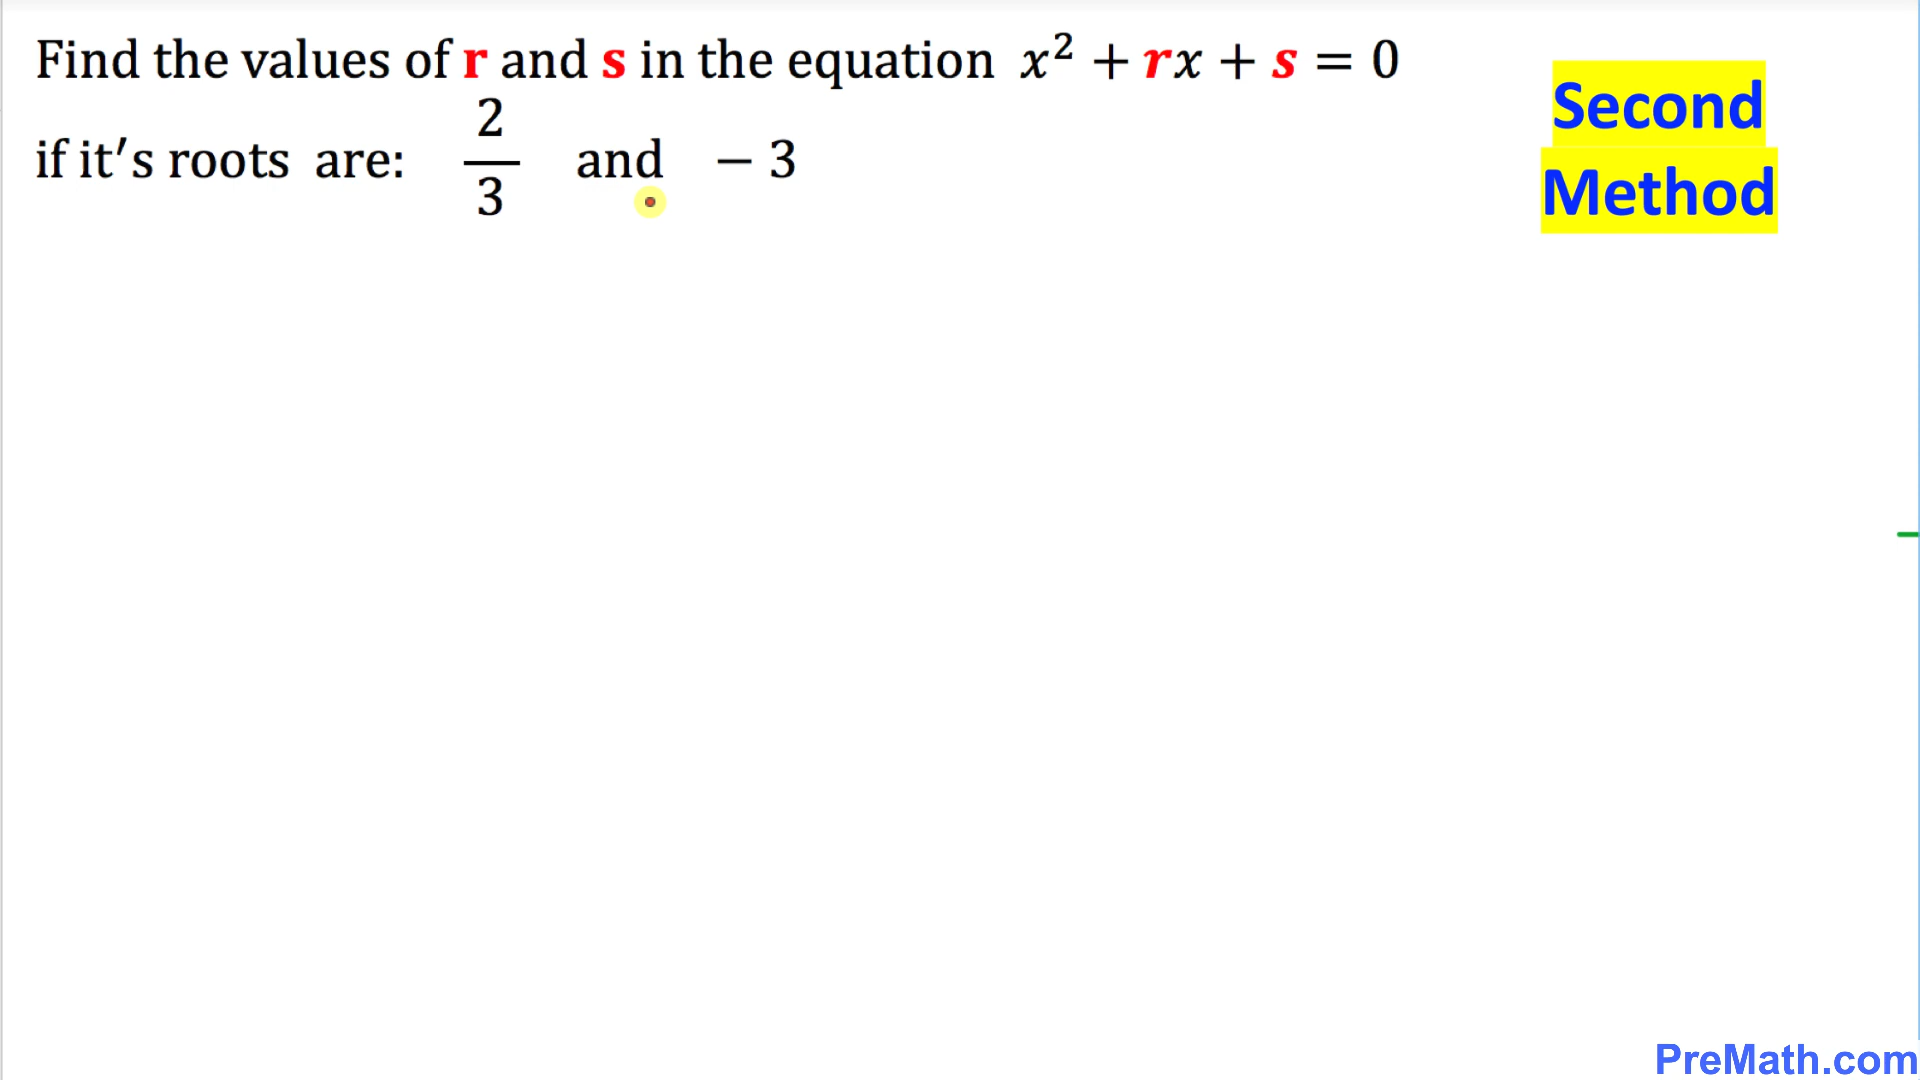 Find the values of r and s in the equation x² + rx + s = 0
if it′s roots are: 2/3 and − 3
Second
Method
PreMath.com